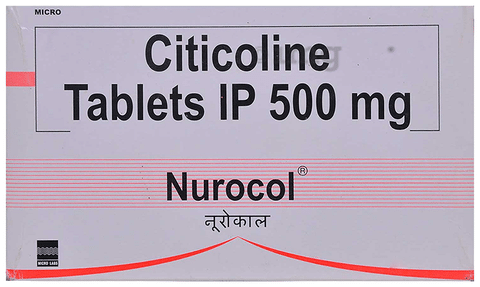 MICRO
Citicoline
Tablets IP 500 mg
Nurocol®
नूरोकाल
MICRO LABS